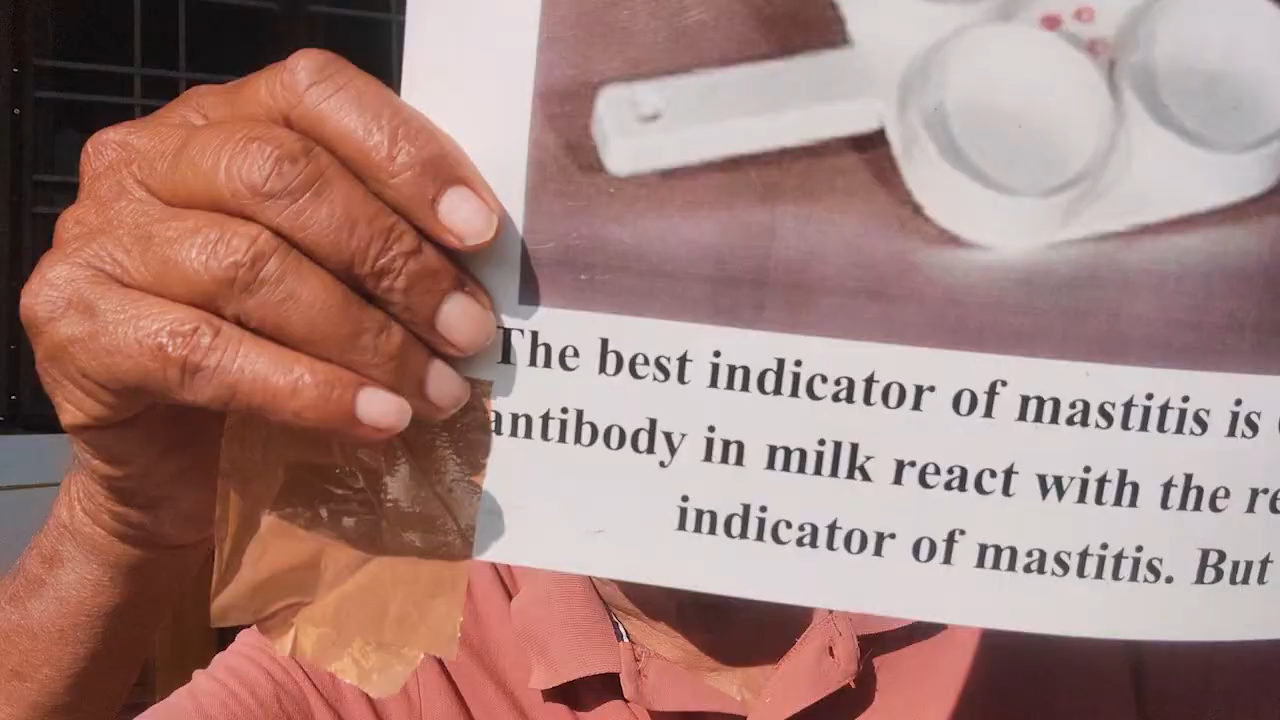 The best indicator of mastitis is
antibody in milk react with the
indicator of mastitis. But